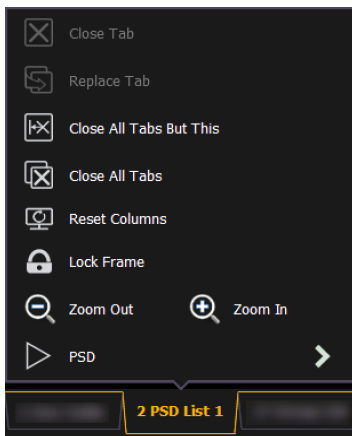 Close Tab
Replace Tab
Close All Tabs But This
Close All Tabs
Reset Columns
Lock Frame
Zoom Out Zoom In
PSD
2 PSD List 1